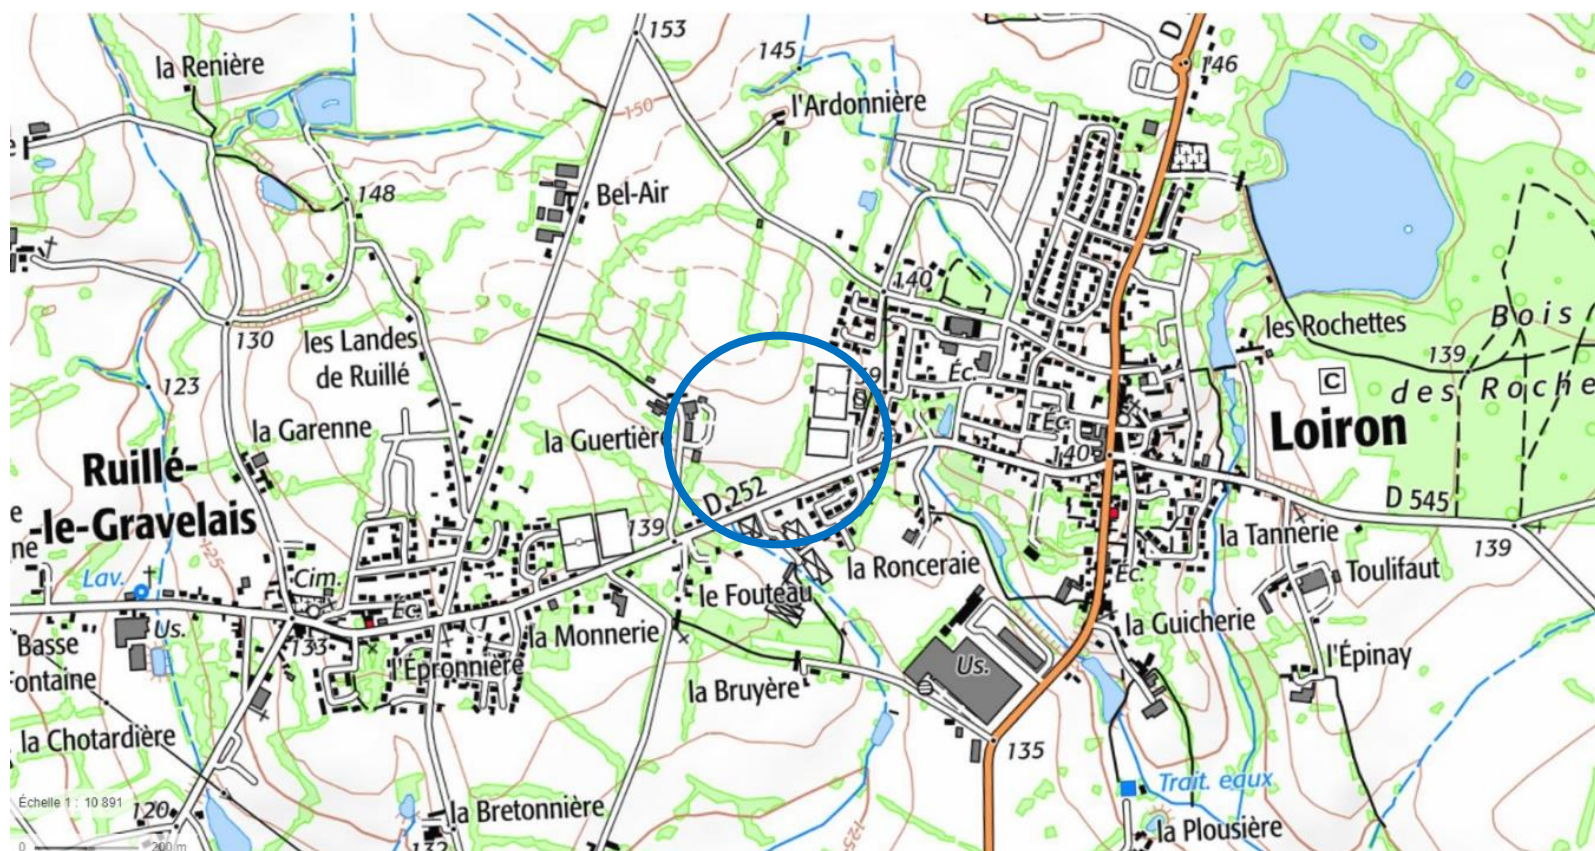 153
D
la Renière
145
146
l'Ardonnière
150
148
Bel-Air
140
130
les Landes
de Ruillé
les Rochettes
Bois
139
des Roche
C
123
Éc.
la Garenne
la Guertière
Éc.
Loiron
140
Ruillé-
-le-Gravelais
D 252
D 545
139
125
la Tannerie
139
Lav.
Cim.
la Ronceraie
Éc.
Toulifaut
Éc.
le Fouteau
la Guicherie
Us.
Basse
133
la Monnerie
l'Épronnière
Us.
l'Épinay
la Bruyère
la Chotardière
135
Trait. eaux
Échelle 1 : 10 891
120
la Bretonnière
125
la Plousière
132
0
200 m